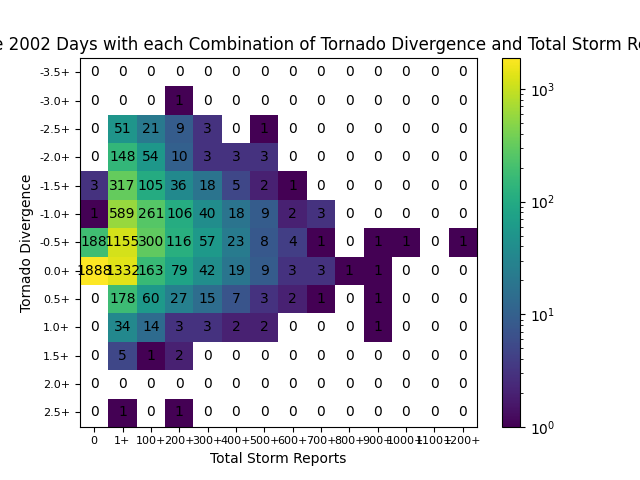 2002 Days with each Combination of Tornado Divergence and Total Storm
-3.5+ 0 0 0 0 0 0 0 0 0 0 0 0 0 0
-3.0+ 0 0 0 1 0 0 0 0 0 0 0 0 0 0
-2.5+ 0 51 21 9 3 0 1 0 0 0 0 0 0 0
-2.0+ 0 148 54 10 3 3 3 0 0 0 0 0 0 0
-1.5+ 3 317 105 36 18 5 2 1 0 0 0 0 0 0
-1.0+ 1 589 261 106 40 18 9 2 3 0 0 0 0 0
-0.5+ 188 1155 300 116 57 23 8 4 1 0 1 1 0 1
0.0+ 1888 1332 163 79 42 19 9 3 3 1 1 0 0 0
0.5+ 0 178 60 27 15 7 3 2 1 0 1 0 0 0
1.0+ 0 34 14 3 3 2 2 0 0 0 1 0 0 0
1.5+ 0 5 1 2 0 0 0 0 0 0 0 0 0 0
2.0+ 0 0 0 0 0 0 0 0 0 0 0 0 0 0
2.5+ 0 1 0 1 0 0 0 0 0 0 0 0 0 0
0 1+ 100+ 200+ 300+ 400+ 500+ 600+ 700+ 800+ 900+ 1000+ 1100+ 1200+
Total Storm Reports
Tornado Divergence
10³
10²
10¹
10⁰